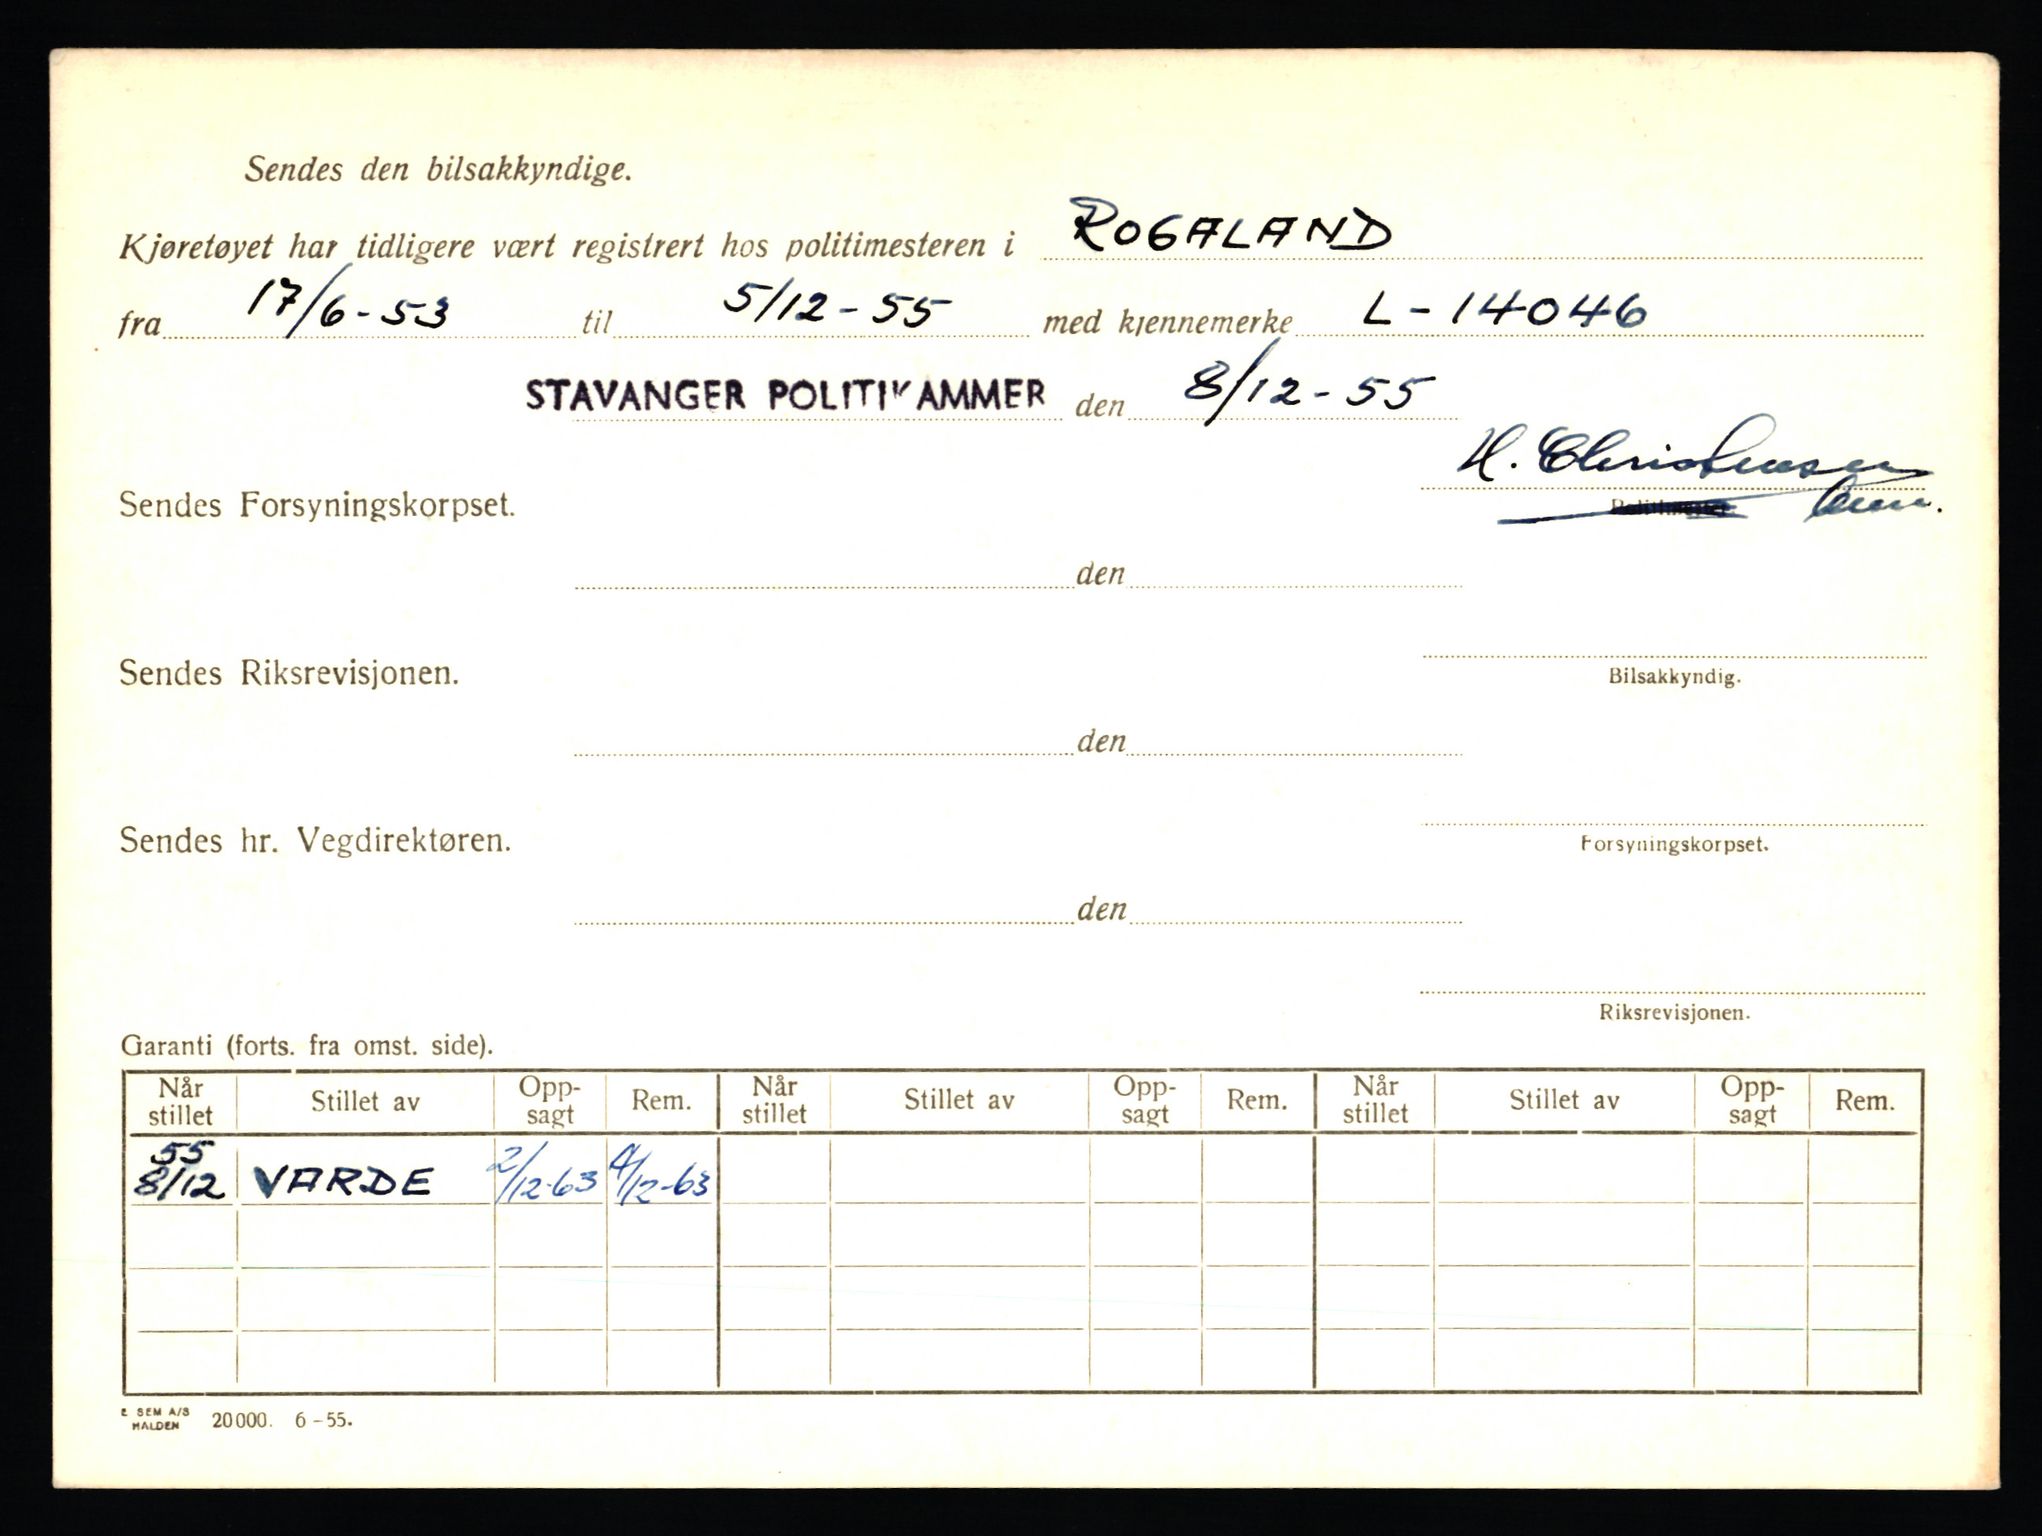 Sendes den bilsakkyndige.
Kjøretøyet har tidligere vært registrert hos politimesteren i ROGALAND
fra 17/6-53 til 5/12-55 med kjennemerke L-14046
STAVANGER POLITIKAMMER den 8/12-55
H. Christensen
Sendes Forsyningskorpset.
den
Sendes Riksrevisjonen.
Bilsakkyndig.
den
Sendes hr. Vegdirektøren.
Forsyningskorpset.
den
Riksrevisjonen.
Garanti (forts. fra omst. side).
Når stillet Stillet av Opp-sagt Rem. Når stillet Stillet av Opp-sagt Rem. Når stillet Stillet av Opp-sagt Rem.
55
8/12 VARDE 2/12-63 4/12-63
E SEM A/S
HALDEN 20000. 6-55.